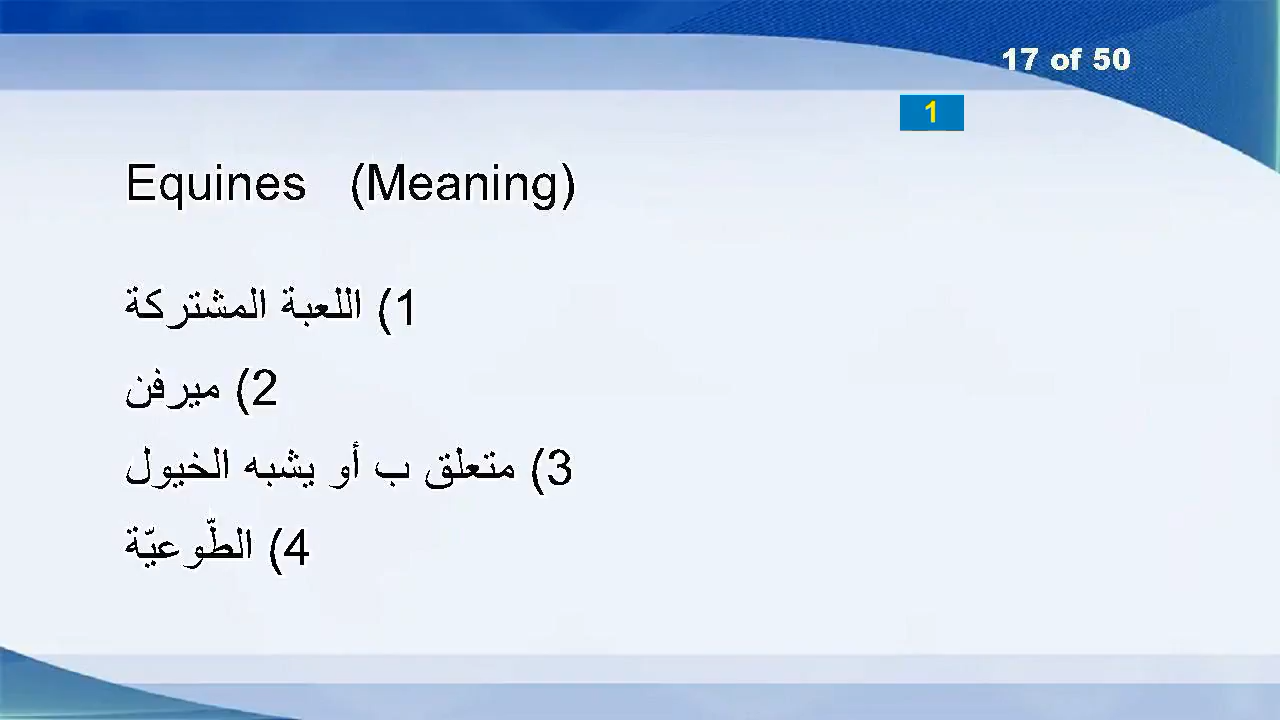 17 of 50
1
Equines (Meaning)
1) اللعبة المشتركة
2) ميرفن
3) متعلق ب أو يشبه الخيول
4) الطّوعيّة